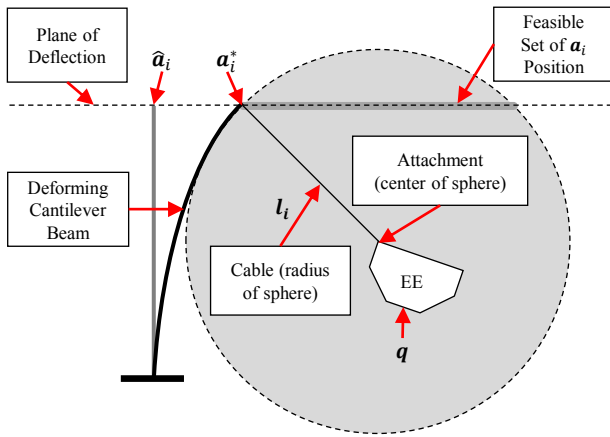 Plane of
Deflection
â_i
a_i^*
Feasible
Set of a_i
Position
Attachment
(center of sphere)
Deforming
Cantilever
Beam
l_i
Cable (radius
of sphere)
EE
q